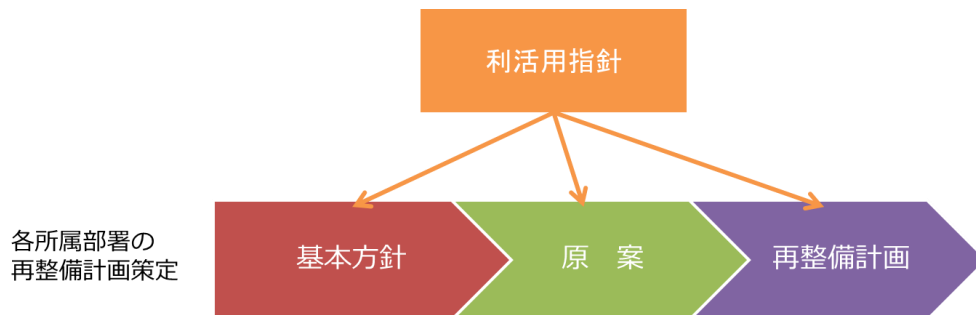 利活用指針
各所属部署の
再整備計画策定
基本方針
原　案
再整備計画